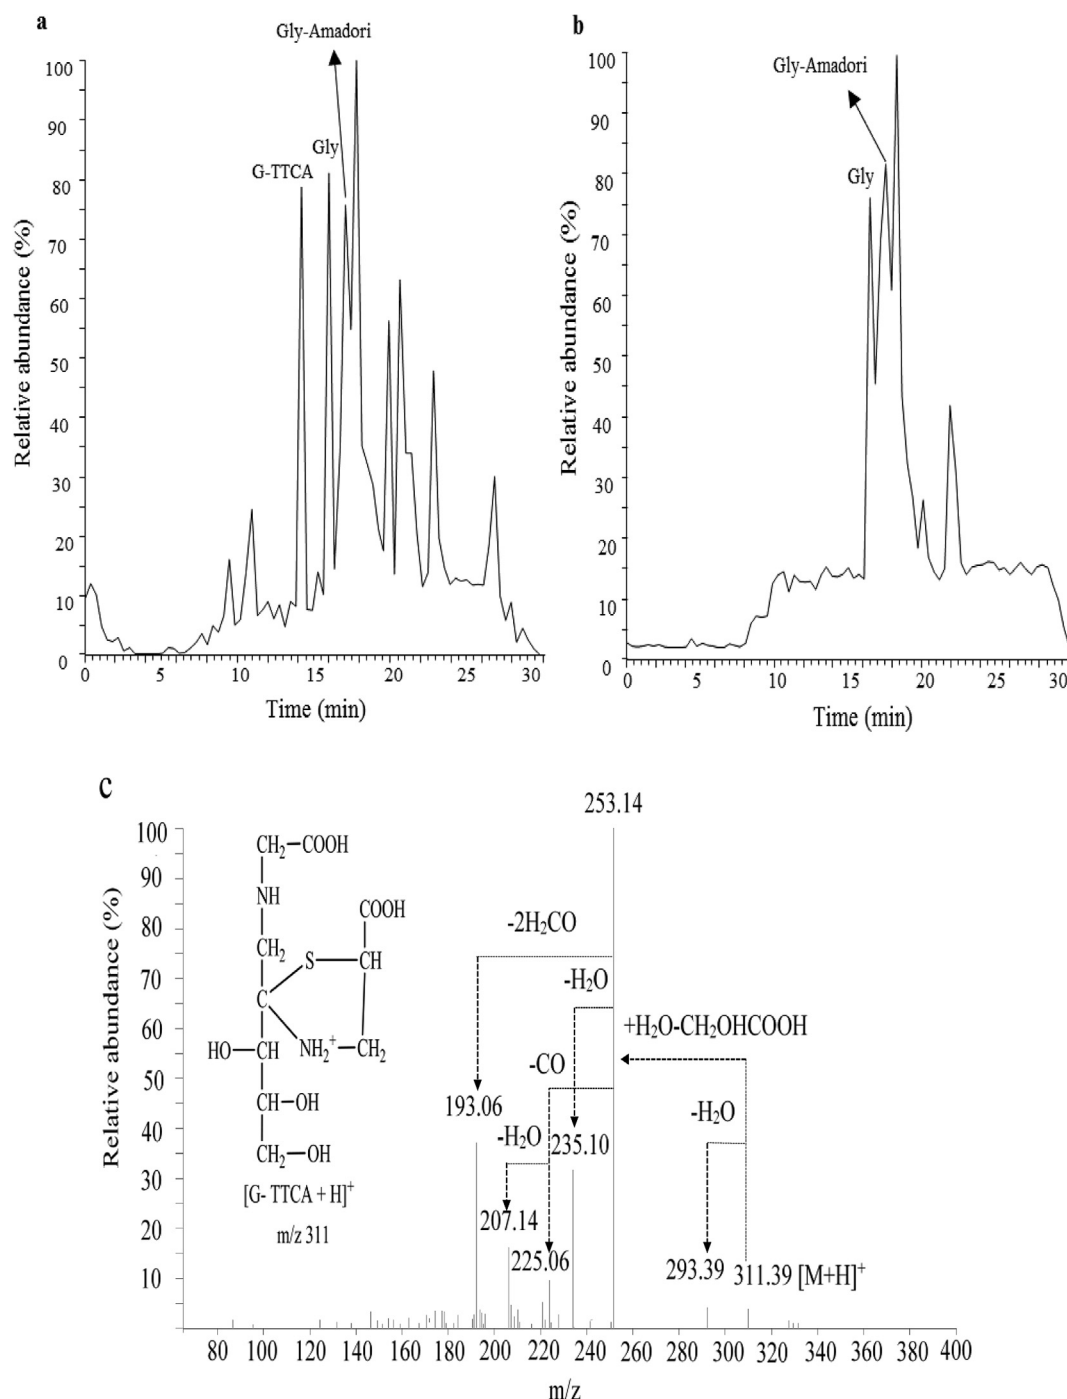 a
Gly-Amadori
G-TTCA
Gly
100
90
80
70
60
50
40
30
20
10
0
Relative abundance (%)
0 10 15 20 25 30
Time (min)
b
Gly-Amadori
Gly
100
90
80
70
60
50
40
30
20
10
0
Relative abundance (%)
0 5 10 15 20 25 30
Time (min)
c
253.14
100
90
80
70
60
50
40
30
20
10
Relative abundance (%)
CH2—COOH
NH
COOH
CH2
S
CH
C
HO—CH
NH2+
CH2
CH—OH
CH2—OH
[G- TTCA + H]+
m/z 311
-2H2CO
-H2O
+H2O-CH2OHCOOH
-CO
193.06
-H2O
235.10
-H2O
207.14
225.06
293.39
311.39 [M+H]+
80 100 120 140 160 180 200 220 240 260 280 300 320 340 360 380 400
m/z